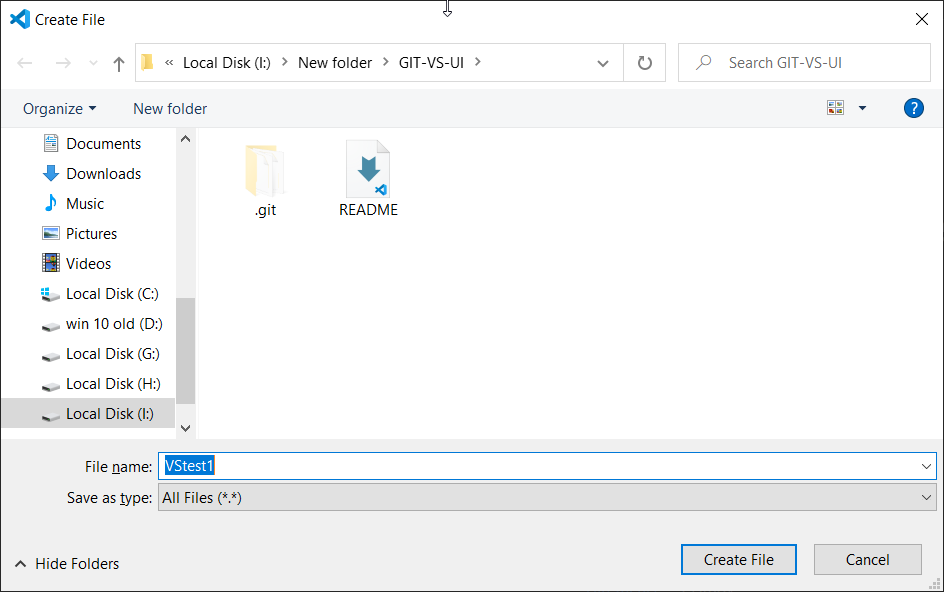 Create File
« Local Disk (I:) > New folder > GIT-VS-UI >
Search GIT-VS-UI
Organize
New folder
?
Documents
Downloads
Music
Pictures
Videos
Local Disk (C:)
win 10 old (D:)
Local Disk (G:)
Local Disk (H:)
Local Disk (I:)
.git
README
File name: VStest1
Save as type: All Files (*.*)
Hide Folders
Create File
Cancel